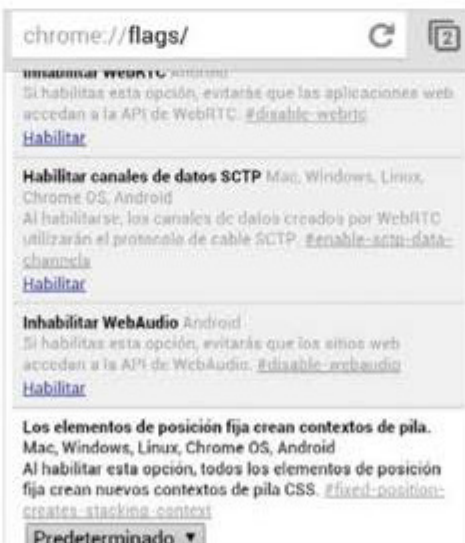 chrome://flags/
2
Inhabilitar WebRTC Android
Si habilitas esta opción, evitarás que las aplicaciones web
accedan a la API de WebRTC. #disable-webrtc
Habilitar
Habilitar canales de datos SCTP Mac, Windows, Linux,
Chrome OS, Android
Al habilitarse, los canales de datos creados por WebRTC
utilizarán el protocolo de cable SCTP. #enable-sctp-data-
channels
Habilitar
Inhabilitar WebAudio Android
Si habilitas esta opción, evitarás que los sitios web
accedan a la API de WebAudio. #disable-webaudio
Habilitar
Los elementos de posición fija crean contextos de pila.
Mac, Windows, Linux, Chrome OS, Android
Al habilitar esta opción, todos los elementos de posición
fija crean nuevos contextos de pila CSS. #fixed-position-
creates-stacking-context
Predeterminado